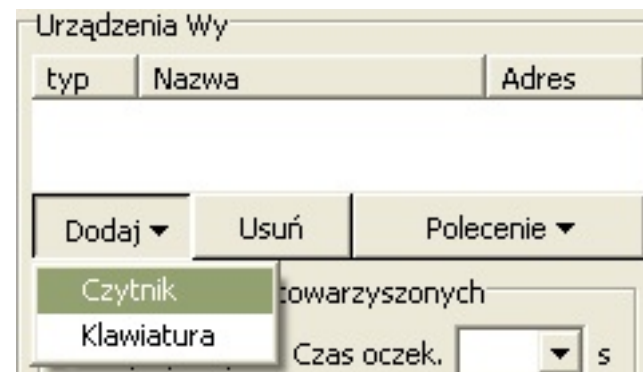 Urządzenia Wy
typ Nazwa Adres
Dodaj Usuń Polecenie
Czytnik
towarzyszonych
Klawiatura
Czas oczek. s